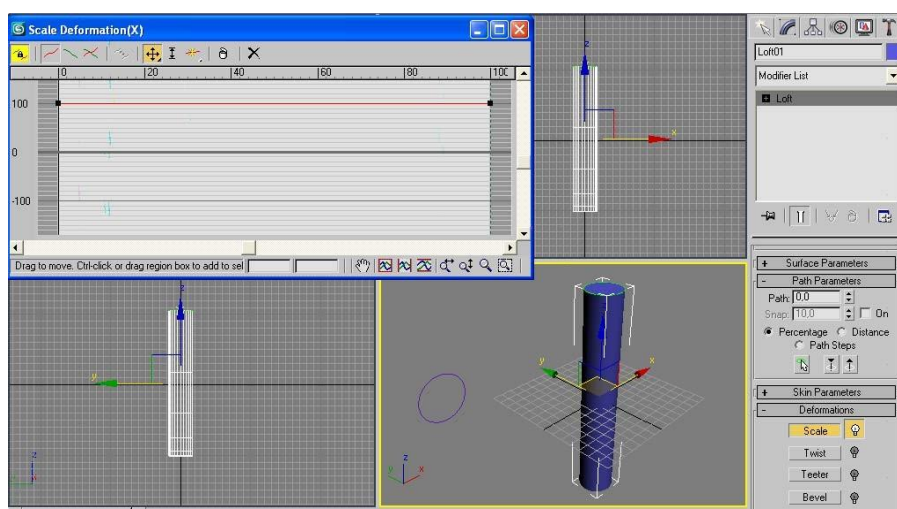 Scale Deformation(X)
0 20 40 60 80 100
100
0
-100
Drag to move. Ctrl-click or drag region box to add to sel
z
x
z
y
z
x
y
z
y
x
Loft01
Modifier List
Loft
+ Surface Parameters
- Path Parameters
Path: 0,0
Snap: 10,0 On
Percentage Distance
Path Steps
+ Skin Parameters
- Deformations
Scale
Twist
Teeter
Bevel